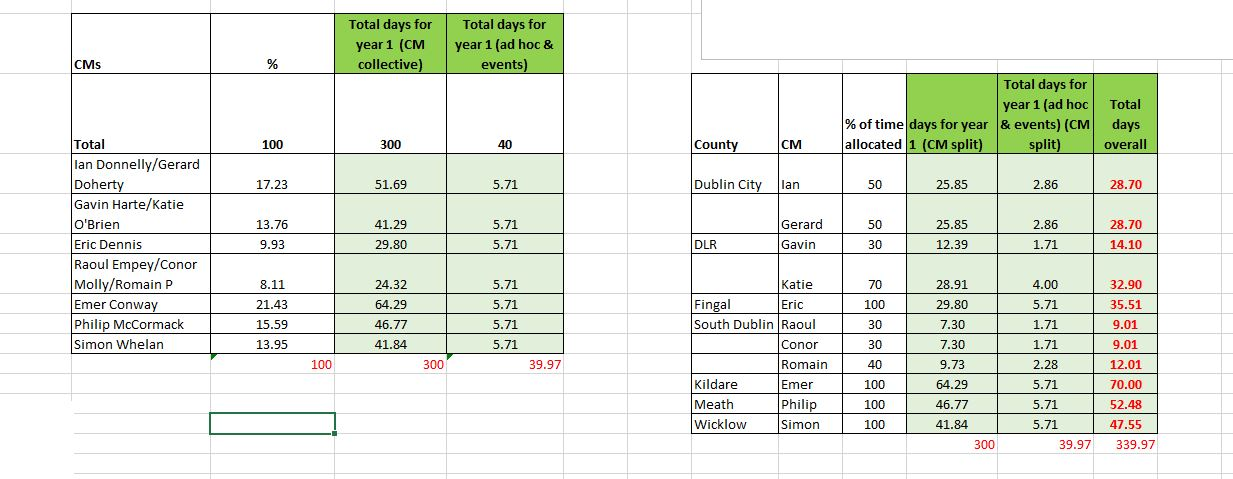 CMs % Total days for year 1 (CM collective) Total days for year 1 (ad hoc & events)
Total 100 300 40
Ian Donnelly/Gerard Doherty 17.23 51.69 5.71
Gavin Harte/Katie O'Brien 13.76 41.29 5.71
Eric Dennis 9.93 29.80 5.71
Raoul Empey/Conor Molly/Romain P 8.11 24.32 5.71
Emer Conway 21.43 64.29 5.71
Philip McCormack 15.59 46.77 5.71
Simon Whelan 13.95 41.84 5.71
100 300 39.97
County CM % of time allocated days for year 1 (CM split) Total days for year 1 (ad hoc & events) (CM split) Total days overall
Dublin City Ian 50 25.85 2.86 28.70
Gerard 50 25.85 2.86 28.70
DLR Gavin 30 12.39 1.71 14.10
Katie 70 28.91 4.00 32.90
Fingal Eric 100 29.80 5.71 35.51
South Dublin Raoul 30 7.30 1.71 9.01
Conor 30 7.30 1.71 9.01
Romain 40 9.73 2.28 12.01
Kildare Emer 100 64.29 5.71 70.00
Meath Philip 100 46.77 5.71 52.48
Wicklow Simon 100 41.84 5.71 47.55
300 39.97 339.97